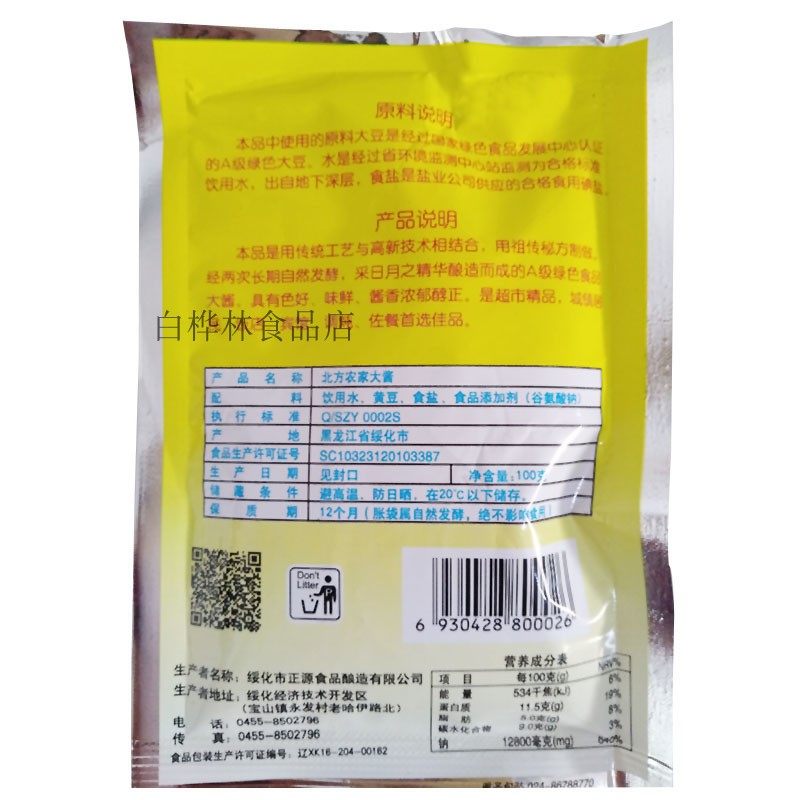 原料说明
本品中使用的原料大豆是经过国家绿色食品发展中心认证
的A级绿色大豆。水是经过省环境监测中心站监测为合格标准
饮用水,出自地下深层,食盐是盐业公司供应的合格食用碘盐。
产品说明
本品是用传统工艺与高新技术相结合,用祖传秘方制做。
经两次长期自然发酵,采日月之精华酿造而成的A级绿色食品
大酱。具有色好、味鲜、酱香浓郁醇正。是超市精品,城镇
佐餐首选佳品。
白桦林食品店
产品名称 北方农家大酱
配料 饮用水、黄豆、食盐、食品添加剂(谷氨酸钠)
执行标准 Q/SZY 0002S
产地 黑龙江省绥化市
食品生产许可证号 SC10323120103387
生产日期 见封口 净含量:100克
储藏条件 避高温、防日晒,在20℃以下储存。
保质期 12个月(胀袋属自然发酵,绝不影响食用)
Don't
Litter
6 930428 800026
生产者名称:绥化市正源食品酿造有限公司
生产者地址:绥化经济技术开发区
(宝山镇永发村老哈伊路北)
电话:0455-8502796
传真:0455-8502796
食品包装生产许可证编号:辽XK16-204-00162
营养成分表
项目 每100克(g) NRV%
能量 534千焦(kJ) 6%
蛋白质 11.5克(g) 19%
脂肪 5.0克(g) 8%
碳水化合物 9.0克(g) 3%
钠 12800毫克(mg) 640%
024-86788770